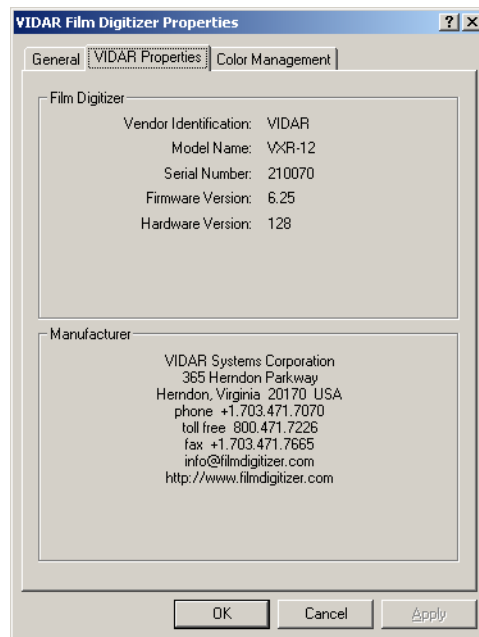 VIDAR Film Digitizer Properties
General VIDAR Properties Color Management
Film Digitizer
Vendor Identification: VIDAR
Model Name: VXR-12
Serial Number: 210070
Firmware Version: 6.25
Hardware Version: 128
Manufacturer
VIDAR Systems Corporation
365 Herndon Parkway
Herndon, Virginia 20170 USA
phone +1.703.471.7070
toll free 800.471.7226
fax +1.703.471.7665
info@filmdigitizer.com
http://www.filmdigitizer.com
OK Cancel Apply